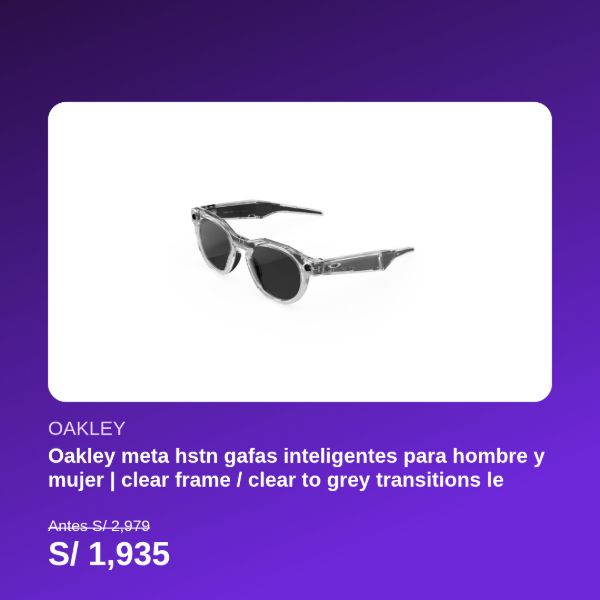 OAKLEY
Oakley meta hstn gafas inteligentes para hombre y
mujer | clear frame / clear to grey transitions le
Antes S/ 2,979
S/ 1,935